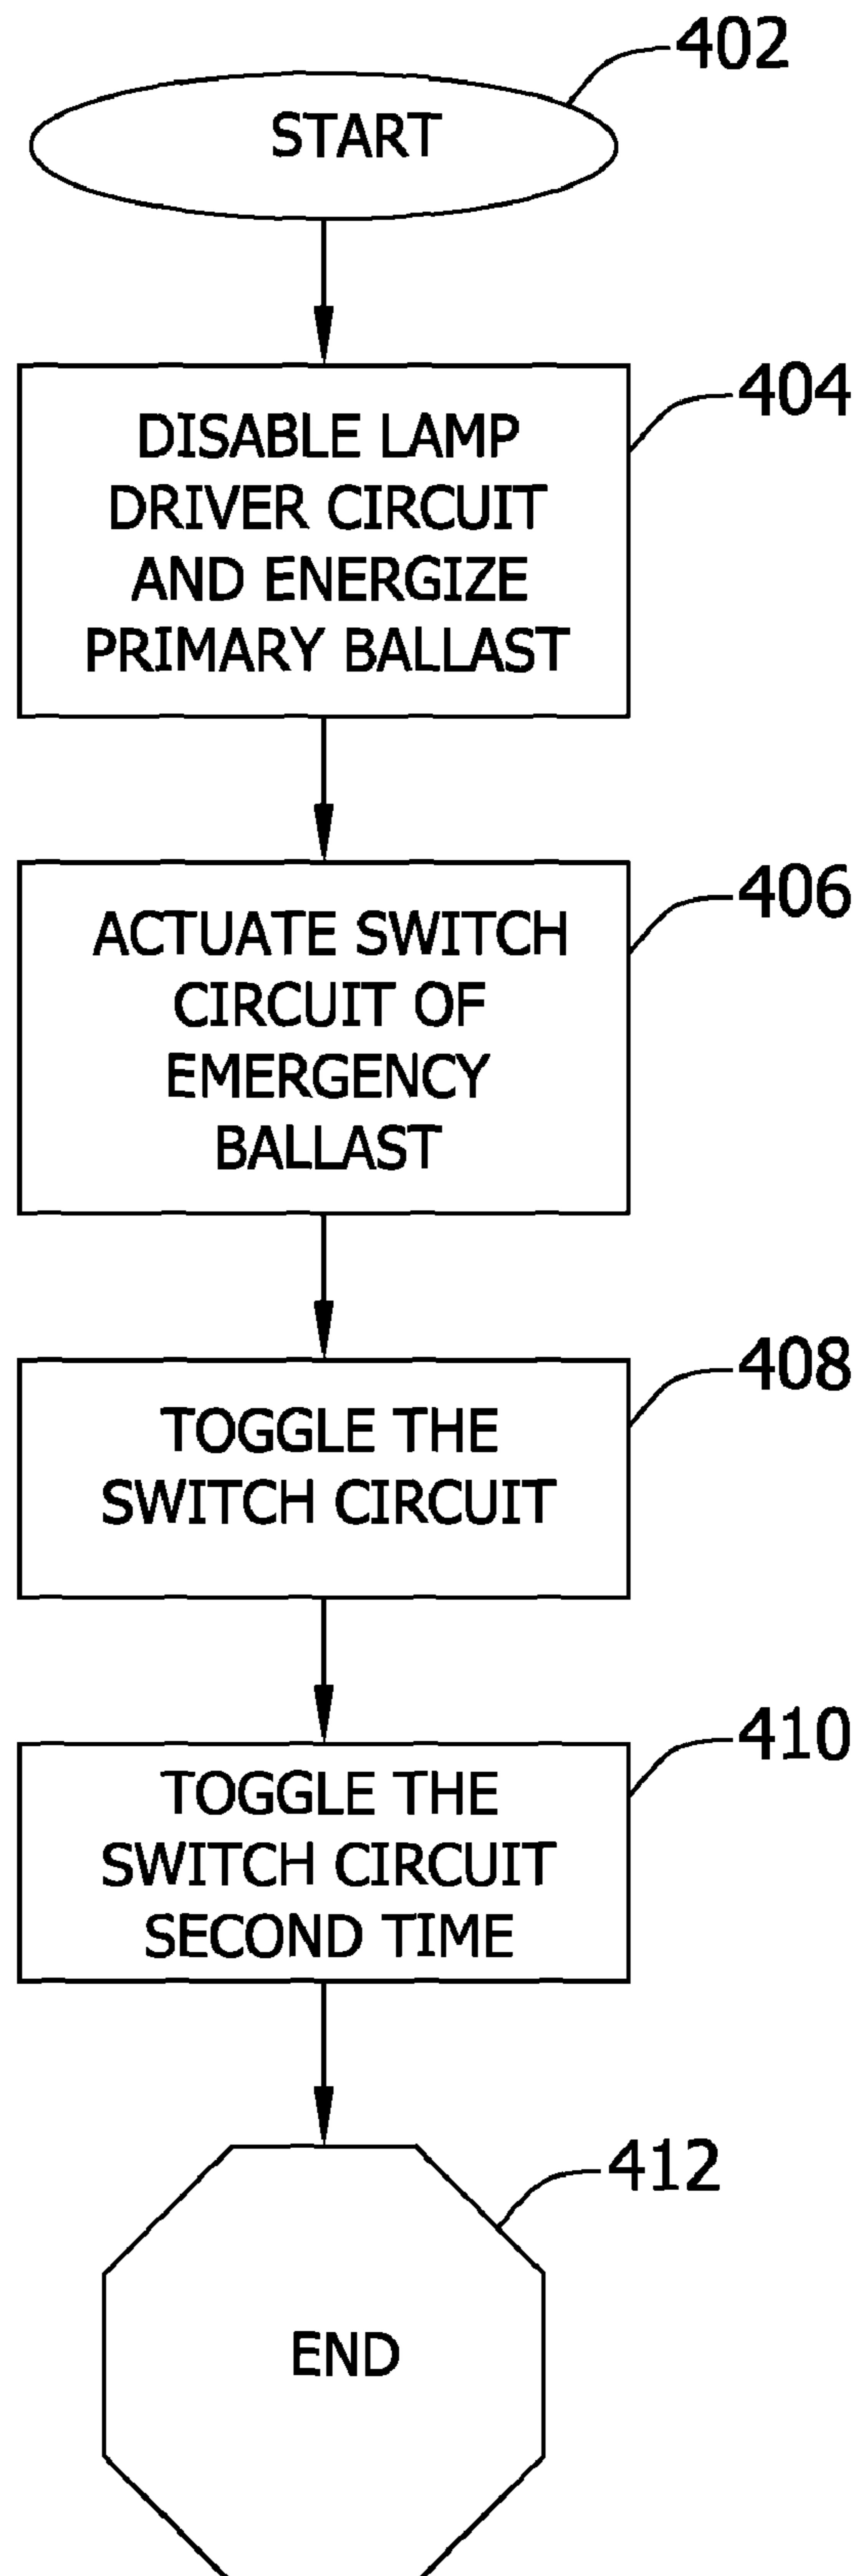 402
START
404
DISABLE LAMP
DRIVER CIRCUIT
AND ENERGIZE
PRIMARY BALLAST
406
ACTUATE SWITCH
CIRCUIT OF
EMERGENCY
BALLAST
408
TOGGLE THE
SWITCH CIRCUIT
410
TOGGLE THE
SWITCH CIRCUIT
SECOND TIME
412
END